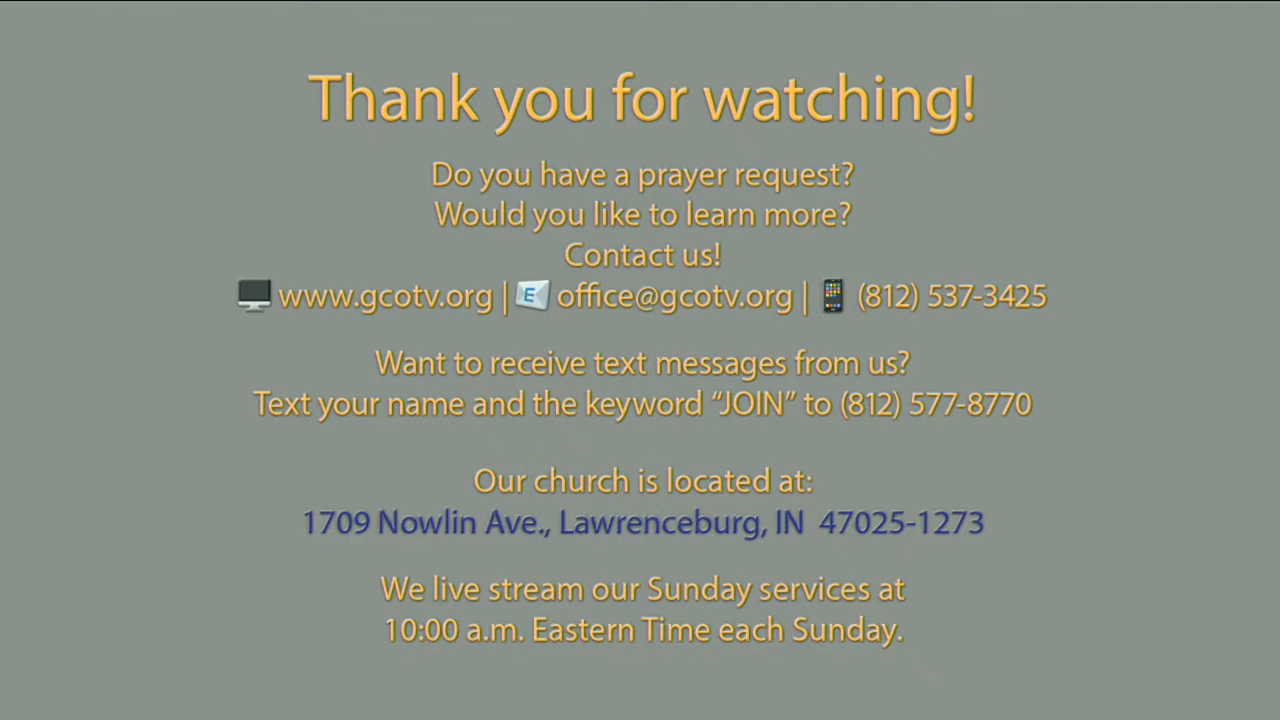 Thank you for watching!
Do you have a prayer request?
Would you like to learn more?
Contact us!
🖥️ www.gcotv.org | 📧 office@gcotv.org | 📱 (812) 537-3425
Want to receive text messages from us?
Text your name and the keyword “JOIN” to (812) 577-8770
Our church is located at:
1709 Nowlin Ave., Lawrenceburg, IN 47025-1273
We live stream our Sunday services at
10:00 a.m. Eastern Time each Sunday.